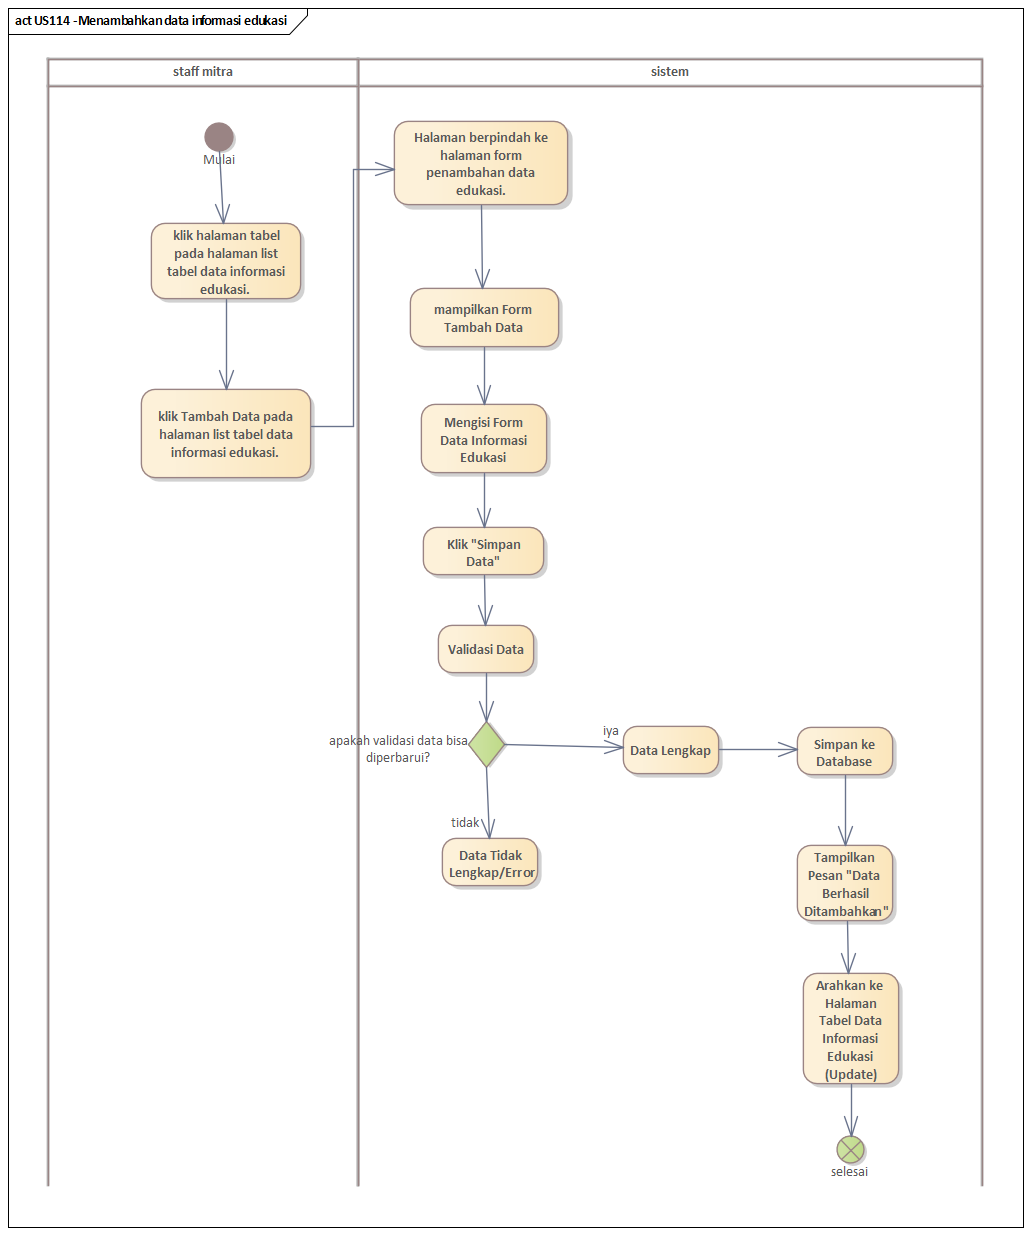 act US114 - Menambahkan data informasi edukasi
staff mitra
sistem
Mulai
klik halaman tabel
pada halaman list
tabel data informasi
edukasi.
klik Tambah Data pada
halaman list tabel data
informasi edukasi.
Halaman berpindah ke
halaman form
penambahan data
edukasi.
mampilkan Form
Tambah Data
Mengisi Form
Data Informasi
Edukasi
Klik "Simpan
Data"
Validasi Data
apakah validasi data bisa
diperbarui?
iya
Data Lengkap
Simpan ke
Database
tidak
Data Tidak
Lengkap/Error
Tampilkan
Pesan "Data
Berhasil
Ditambahkan"
Arahkan ke
Halaman
Tabel Data
Informasi
Edukasi
(Update)
selesai